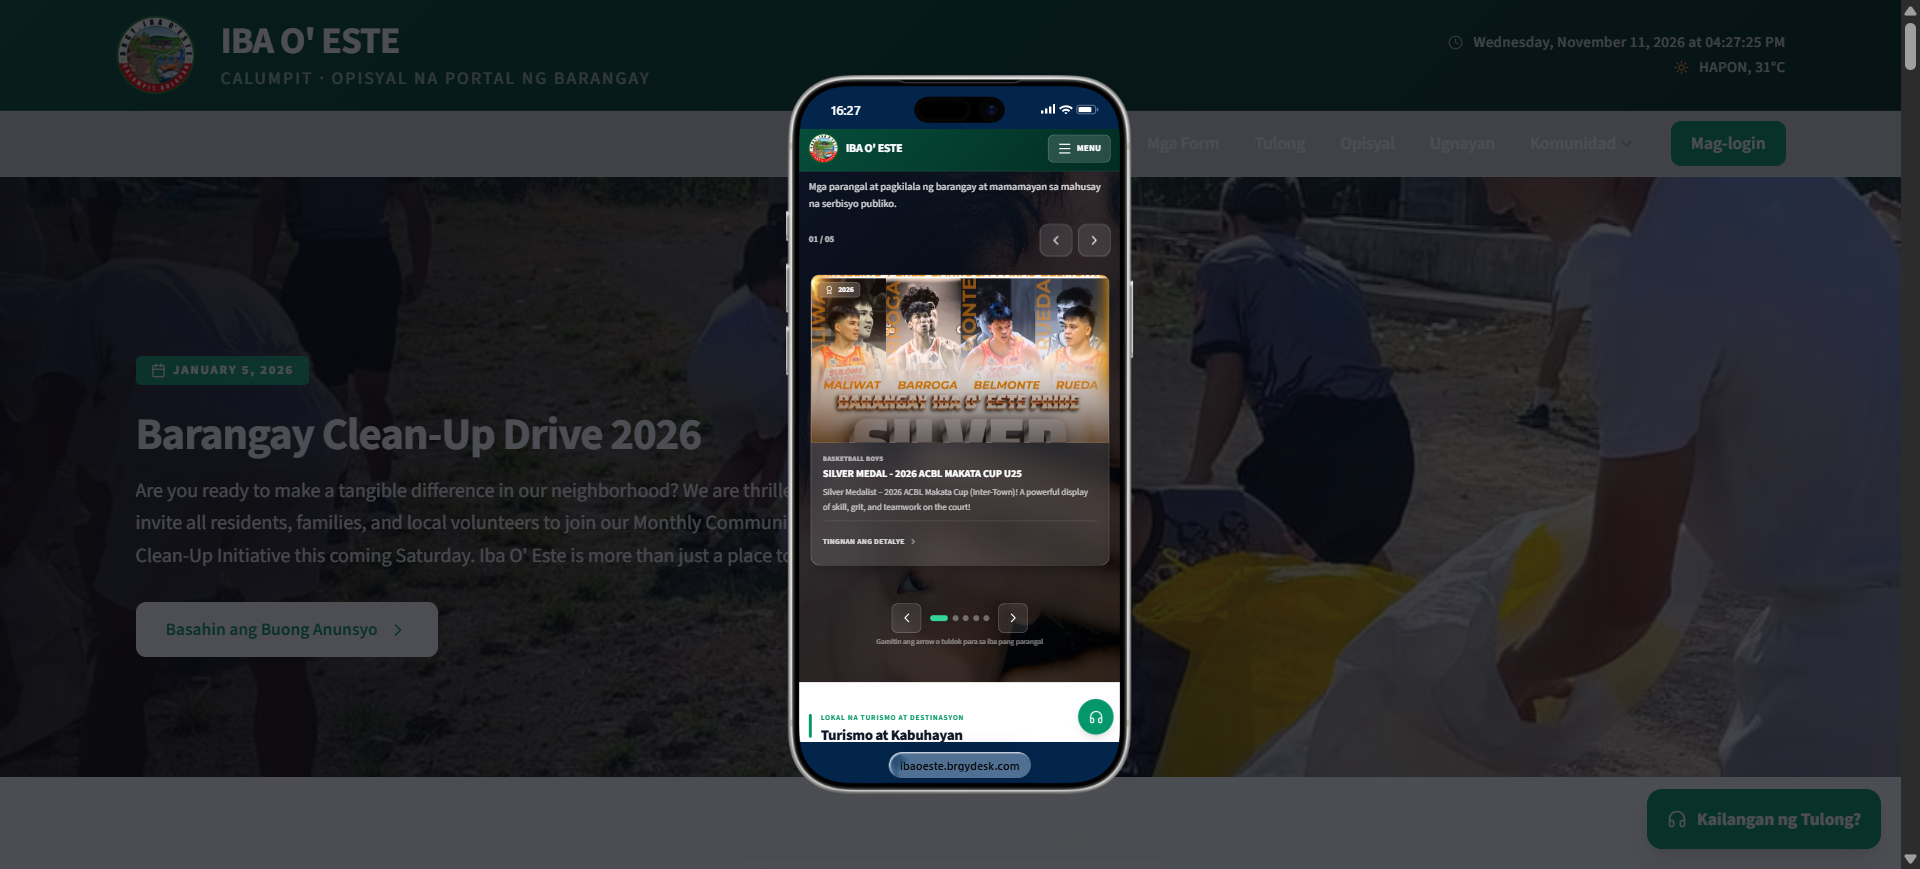 IBA O' ESTE
CALUMPIT · OPISYAL NA PORTAL NG BARANGAY
Wednesday, November 11, 2026 at 04:27:25 PM
HAPON, 31°C
Mga Form
Tulong
Opisyal
Ugnayan
Komunidad
Mag-login
JANUARY 5, 2026
Barangay Clean-Up Drive 2026
Are you ready to make a tangible difference in our neighborhood? We are
invite all residents, families, and local volunteers to join our Monthly
Clean-Up Initiative this coming Saturday. Iba O' Este is more than just a place
Basahin ang Buong Anunsyo
16:27
IBA O' ESTE
MENU
Mga parangal at pagkilala ng barangay at mamamayan sa mahusay
na serbisyo publiko.
01 / 05
2026
MALIWAT BARROGA BELMONTE RUEDA
BARANGAY IBA O' ESTE PRIDE
SILVER
BASKETBALL BOYS
SILVER MEDAL - 2026 ACBL MAKATA CUP U25
Silver Medalist – 2026 ACBL Makata Cup (Inter-Town)! A powerful display
of skill, grit, and teamwork on the court!
TINGNAN ANG DETALYE
Gamitin ang arrow o tuldok para sa iba pang parangal
LOKAL NA TURISMO AT DESTINASYON
Turismo at Kabuhayan
ibaoeste.brgydesk.com
Kailangan ng Tulong?